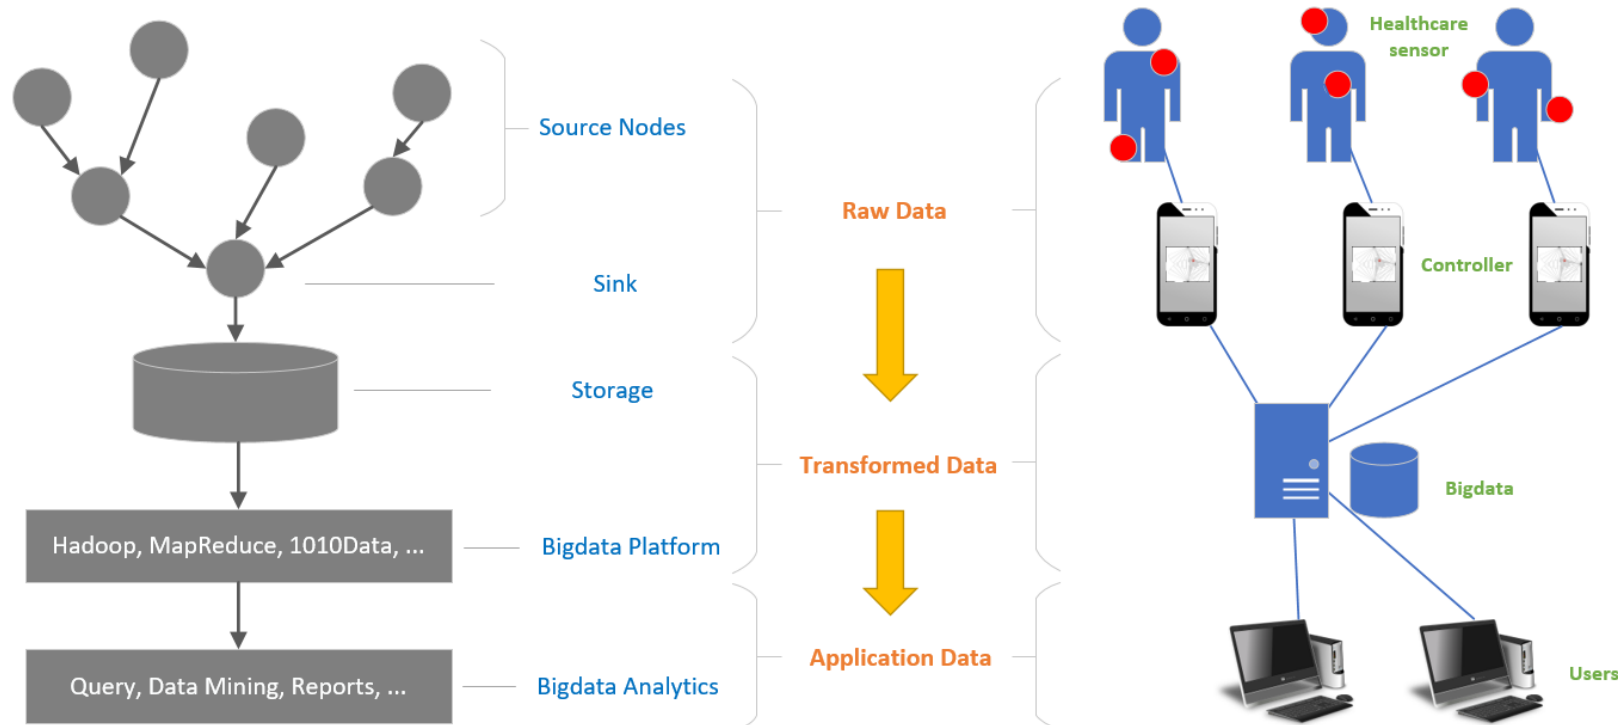 Healthcare
sensor
Source Nodes
Raw Data
Controller
Sink
Storage
Transformed Data
Bigdata
Hadoop, MapReduce, 1010Data, ...
Bigdata Platform
Application Data
Users
Query, Data Mining, Reports, ...
Bigdata Analytics